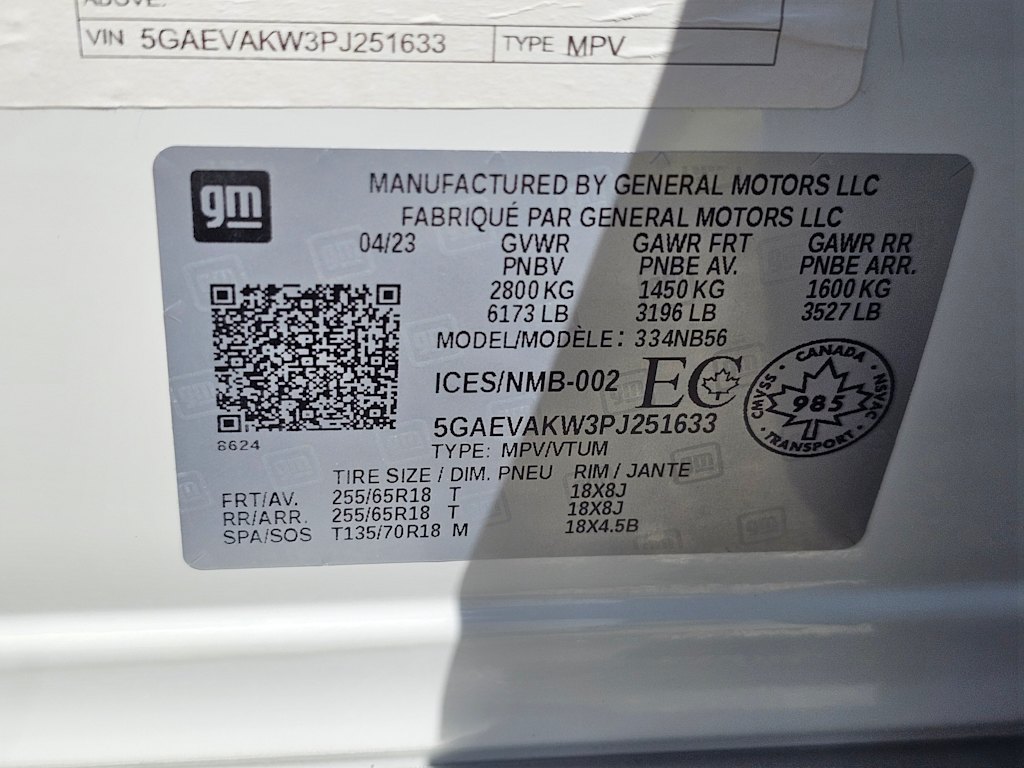 ABOVE.
VIN 5GAEVAKW3PJ251633 TYPE MPV
gm
MANUFACTURED BY GENERAL MOTORS LLC
FABRIQUÉ PAR GENERAL MOTORS LLC
04/23 GVWR GAWR FRT GAWR RR
PNBV PNBE AV. PNBE ARR.
2800 KG 1450 KG 1600 KG
6173 LB 3196 LB 3527 LB
MODEL/MODÈLE: 334NB56
ICES/NMB-002 EC
CANADA
CMVSS 985 NSVAC
TRANSPORT
5GAEVAKW3PJ251633
8624
TYPE: MPV/VTUM
TIRE SIZE / DIM. PNEU RIM / JANTE
FRT/AV. 255/65R18 T 18X8J
RR/ARR. 255/65R18 T 18X8J
SPA/SOS T135/70R18 M 18X4.5B